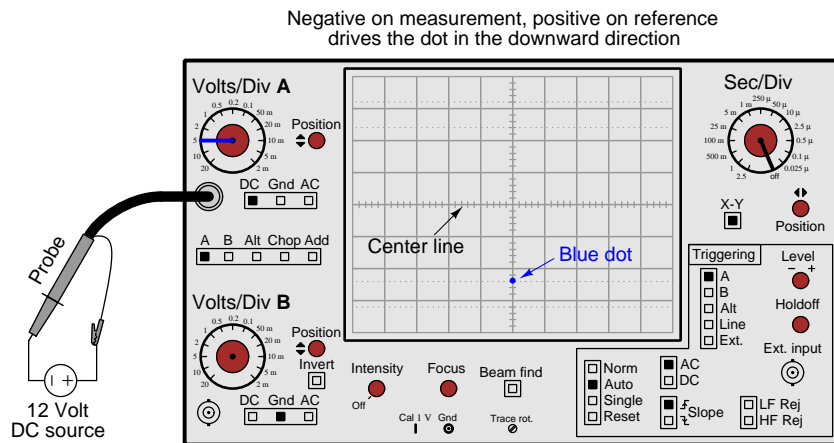 Negative on measurement, positive on reference
drives the dot in the downward direction
Volts/Div A
0.5 0.2 0.1
1 50 m
2 20 m
5 10 m
10 5 m
20 2 m
Position
DC Gnd AC
A B Alt Chop Add
Volts/Div B
0.5 0.2 0.1
1 50 m
2 20 m
5 10 m
10 5 m
20 2 m
Position
Invert
DC Gnd AC
Probe
- +
12 Volt
DC source
Center line
Blue dot
Intensity
Off
Focus
Beam find
Cal 1 V Gnd
Trace rot.
Sec/Div
250 µ
1 m 50 µ
5 m 10 µ
25 m 2.5 µ
100 m 0.5 µ
500 m 0.1 µ
1 0.025 µ
2.5 off
X-Y
Position
Triggering
A
B
Alt
Line
Ext.
Level
- +
Holdoff
Ext. input
Norm
Auto
Single
Reset
AC
DC
Slope
LF Rej
HF Rej